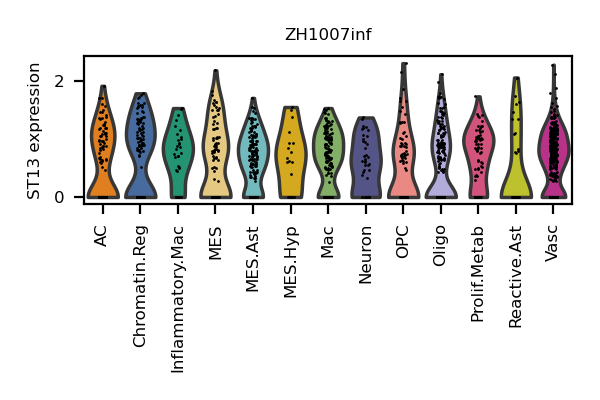 ZH1007inf
ST13 expression
2
0
AC
Chromatin.Reg
Inflammatory.Mac
MES
MES.Ast
MES.Hyp
Mac
Neuron
OPC
Oligo
Prolif.Metab
Reactive.Ast
Vasc